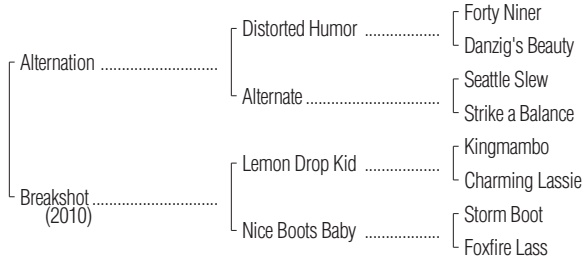 Forty Niner
Distorted Humor ..................
Danzig's Beauty
Alternation ...........................
Seattle Slew
Alternate ...............................
Strike a Balance
Kingmambo
Lemon Drop Kid ..................
Charming Lassie
Breakshot .............................
(2010)
Storm Boot
Nice Boots Baby ..................
Foxfire Lass